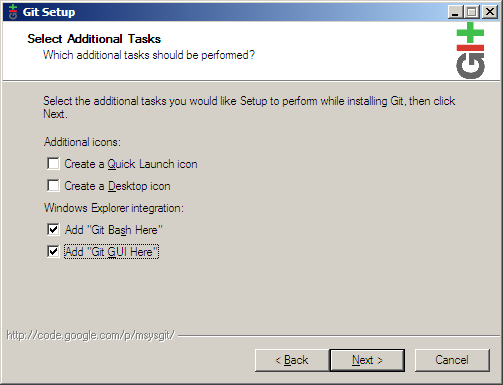 Git Setup
Select Additional Tasks
Which additional tasks should be performed?
Git
Select the additional tasks you would like Setup to perform while installing Git, then click
Next.
Additional icons:
Create a Quick Launch icon
Create a Desktop icon
Windows Explorer integration:
Add "Git Bash Here"
Add "Git GUI Here"
http://code.google.com/p/msysgit/
< Back
Next >
Cancel